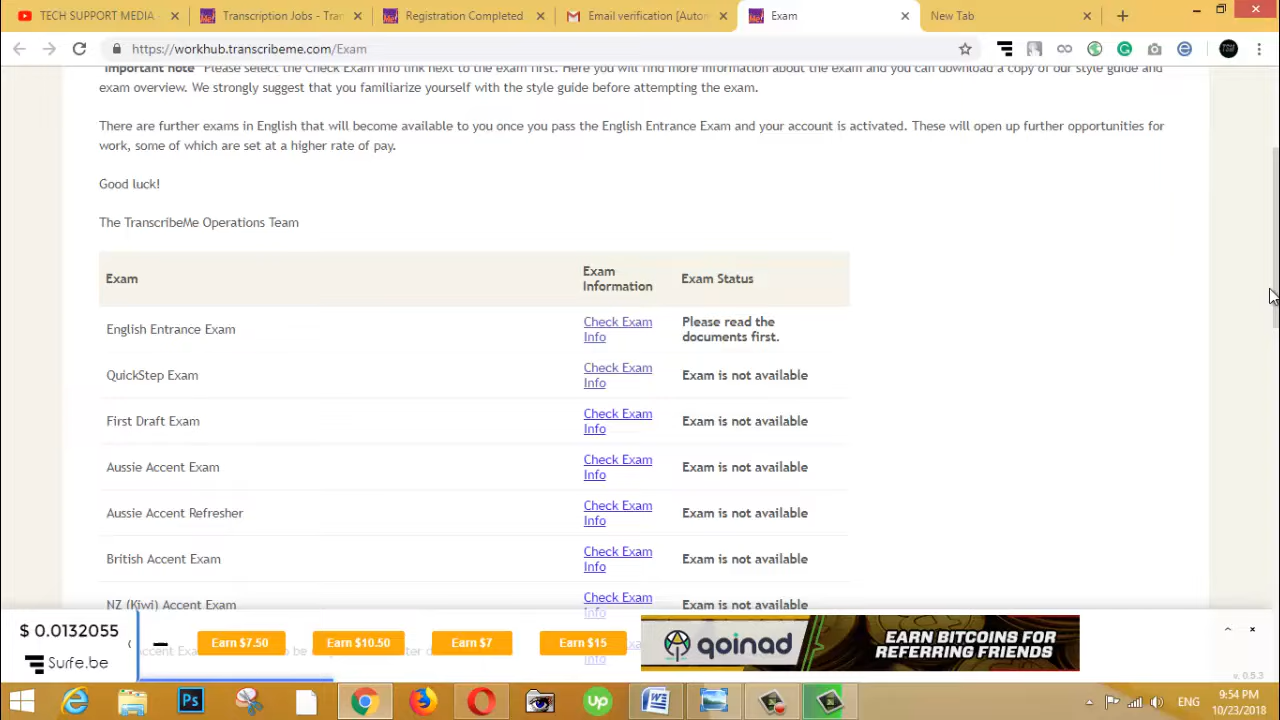 TECH SUPPORT MEDIA -
Transcription Jobs - Tra
Registration Completed
Email verification [Auto
Exam
New Tab
https://workhub.transcribeme.com/Exam
*Important note* Please select the Check Exam Info link next to the exam first. Here you will find more information about the exam and you can download a copy of our style guide and
exam overview. We strongly suggest that you familiarize yourself with the style guide before attempting the exam.
There are further exams in English that will become available to you once you pass the English Entrance Exam and your account is activated. These will open up further opportunities for
work, some of which are set at a higher rate of pay.
Good luck!
The TranscribeMe Operations Team
Exam
Exam
Information
Exam Status
English Entrance Exam
Check Exam
Info
Please read the
documents first.
QuickStep Exam
Check Exam
Info
Exam is not available
First Draft Exam
Check Exam
Info
Exam is not available
Aussie Accent Exam
Check Exam
Info
Exam is not available
Aussie Accent Refresher
Check Exam
Info
Exam is not available
British Accent Exam
Check Exam
Info
Exam is not available
NZ (Kiwi) Accent Exam
Check Exam
Info
Exam is not available
Accent Exam
$ 0.0132055
Surfe.be
Earn $7.50
Earn $10.50
Earn $7
Earn $15
qoinad
EARN BITCOINS FOR
REFERRING FRIENDS
v. 0.5.3
Ps
up
ENG
9:54 PM
10/23/2018